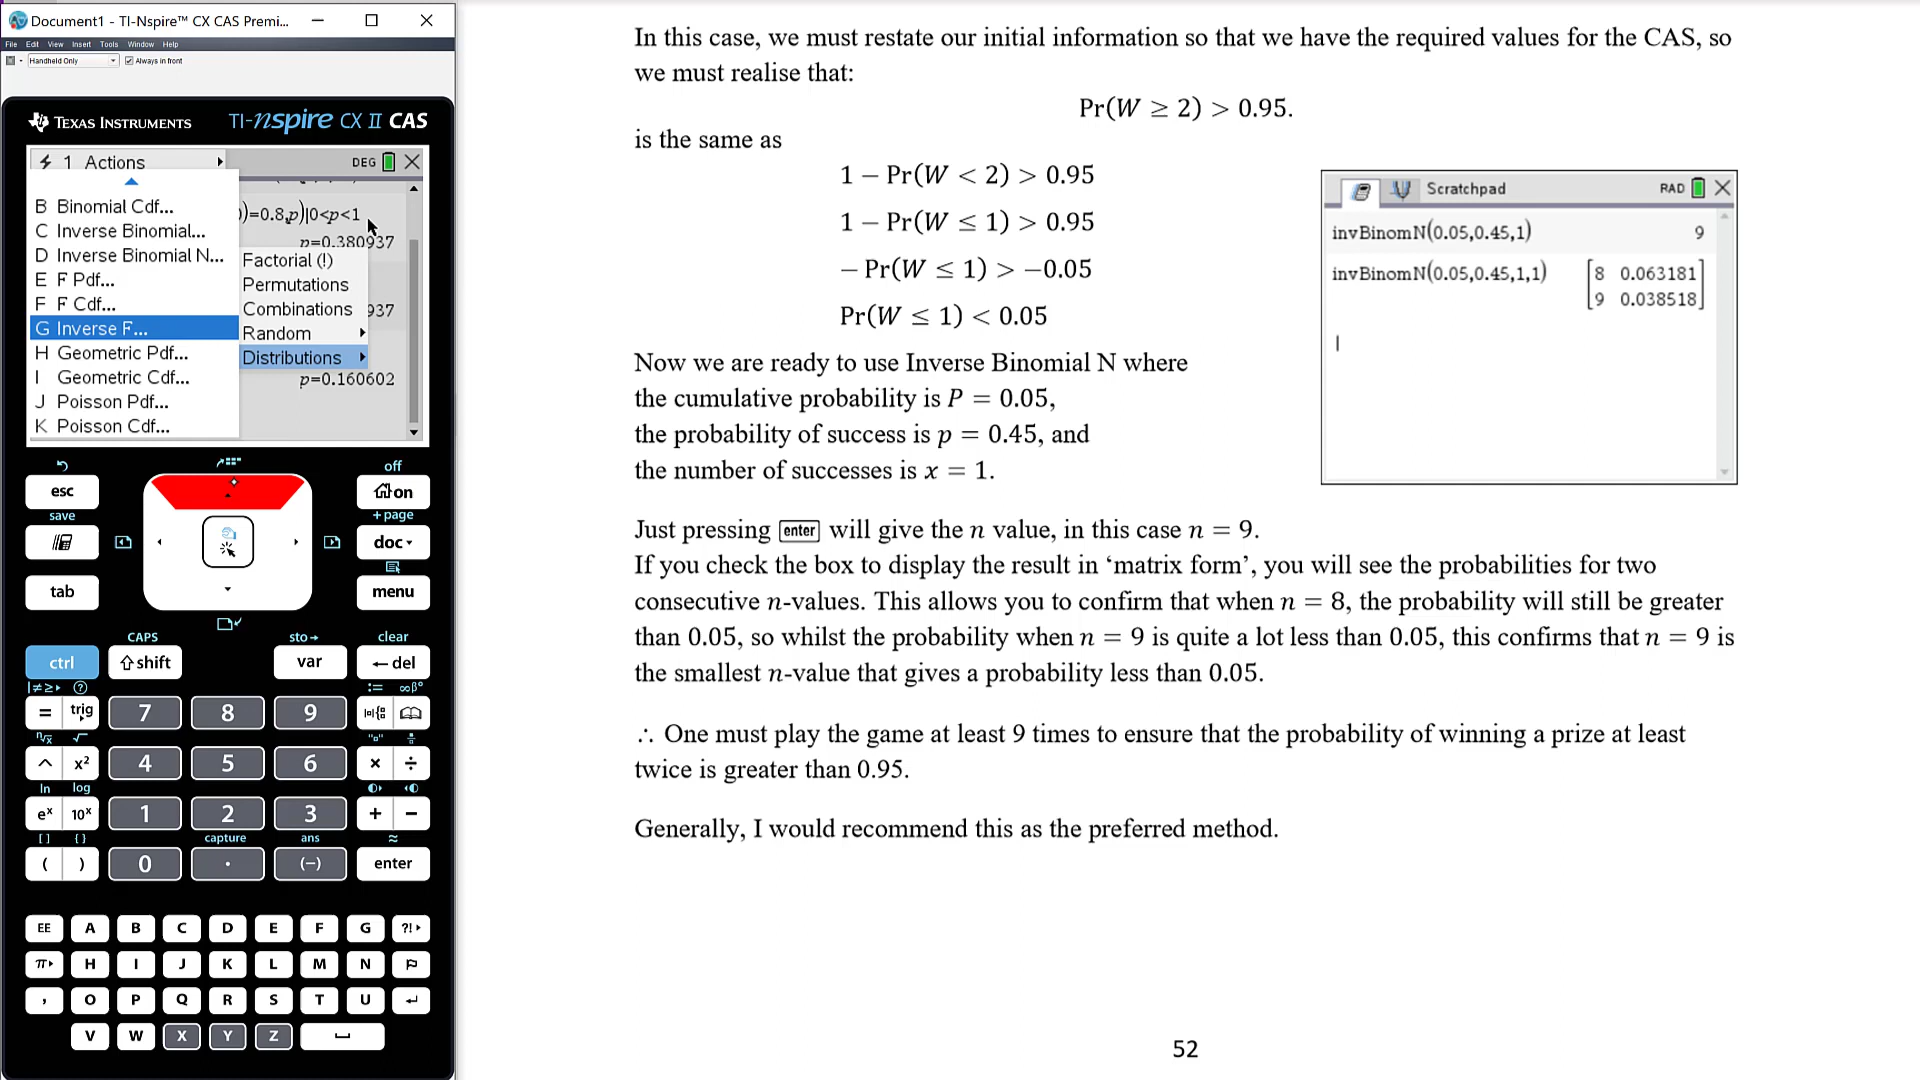 Document1 - TI-Nspire™ CX CAS Premi...
File Edit View Insert Tools Window Help
Handheld Only
Always in front
TEXAS INSTRUMENTS
TI-nspire CX II CAS
1 Actions
DEG
B Binomial Cdf...
C Inverse Binomial...
D Inverse Binomial N...
E F Pdf...
F F Cdf...
G Inverse F...
H Geometric Pdf...
I Geometric Cdf...
J Poisson Pdf...
K Poisson Cdf...
)=0.8,p)|0<p<1
p=0.380937
Factorial (!)
Permutations
Combinations
937
Random
Distributions
p=0.160602
off
esc
on
save
+ page
doc
tab
menu
CAPS
sto→
clear
ctrl
shift
var
←del
|≠≥▸
:=
∞β°
=
trig
7
8
9
^
x²
4
5
6
×
÷
ln
log
eˣ
10ˣ
1
2
3
+
−
[ ]
{ }
capture
ans
≈
(
)
0
.
(−)
enter
EE A B C D E F G ?!▸
π▸ H I J K L M N
, O P Q R S T U
V W X Y Z
In this case, we must restate our initial information so that we have the required values for the CAS, so
we must realise that:
Pr(W ≥ 2) > 0.95.
is the same as
1 − Pr(W < 2) > 0.95
1 − Pr(W ≤ 1) > 0.95
− Pr(W ≤ 1) > −0.05
Pr(W ≤ 1) < 0.05
Now we are ready to use Inverse Binomial N where
the cumulative probability is P = 0.05,
the probability of success is p = 0.45, and
the number of successes is x = 1.
Scratchpad
RAD
invBinomN(0.05,0.45,1) 9
invBinomN(0.05,0.45,1,1)
8 0.063181
9 0.038518
Just pressing enter will give the n value, in this case n = 9.
If you check the box to display the result in ‘matrix form’, you will see the probabilities for two
consecutive n-values. This allows you to confirm that when n = 8, the probability will still be greater
than 0.05, so whilst the probability when n = 9 is quite a lot less than 0.05, this confirms that n = 9 is
the smallest n-value that gives a probability less than 0.05.
∴ One must play the game at least 9 times to ensure that the probability of winning a prize at least
twice is greater than 0.95.
Generally, I would recommend this as the preferred method.
52